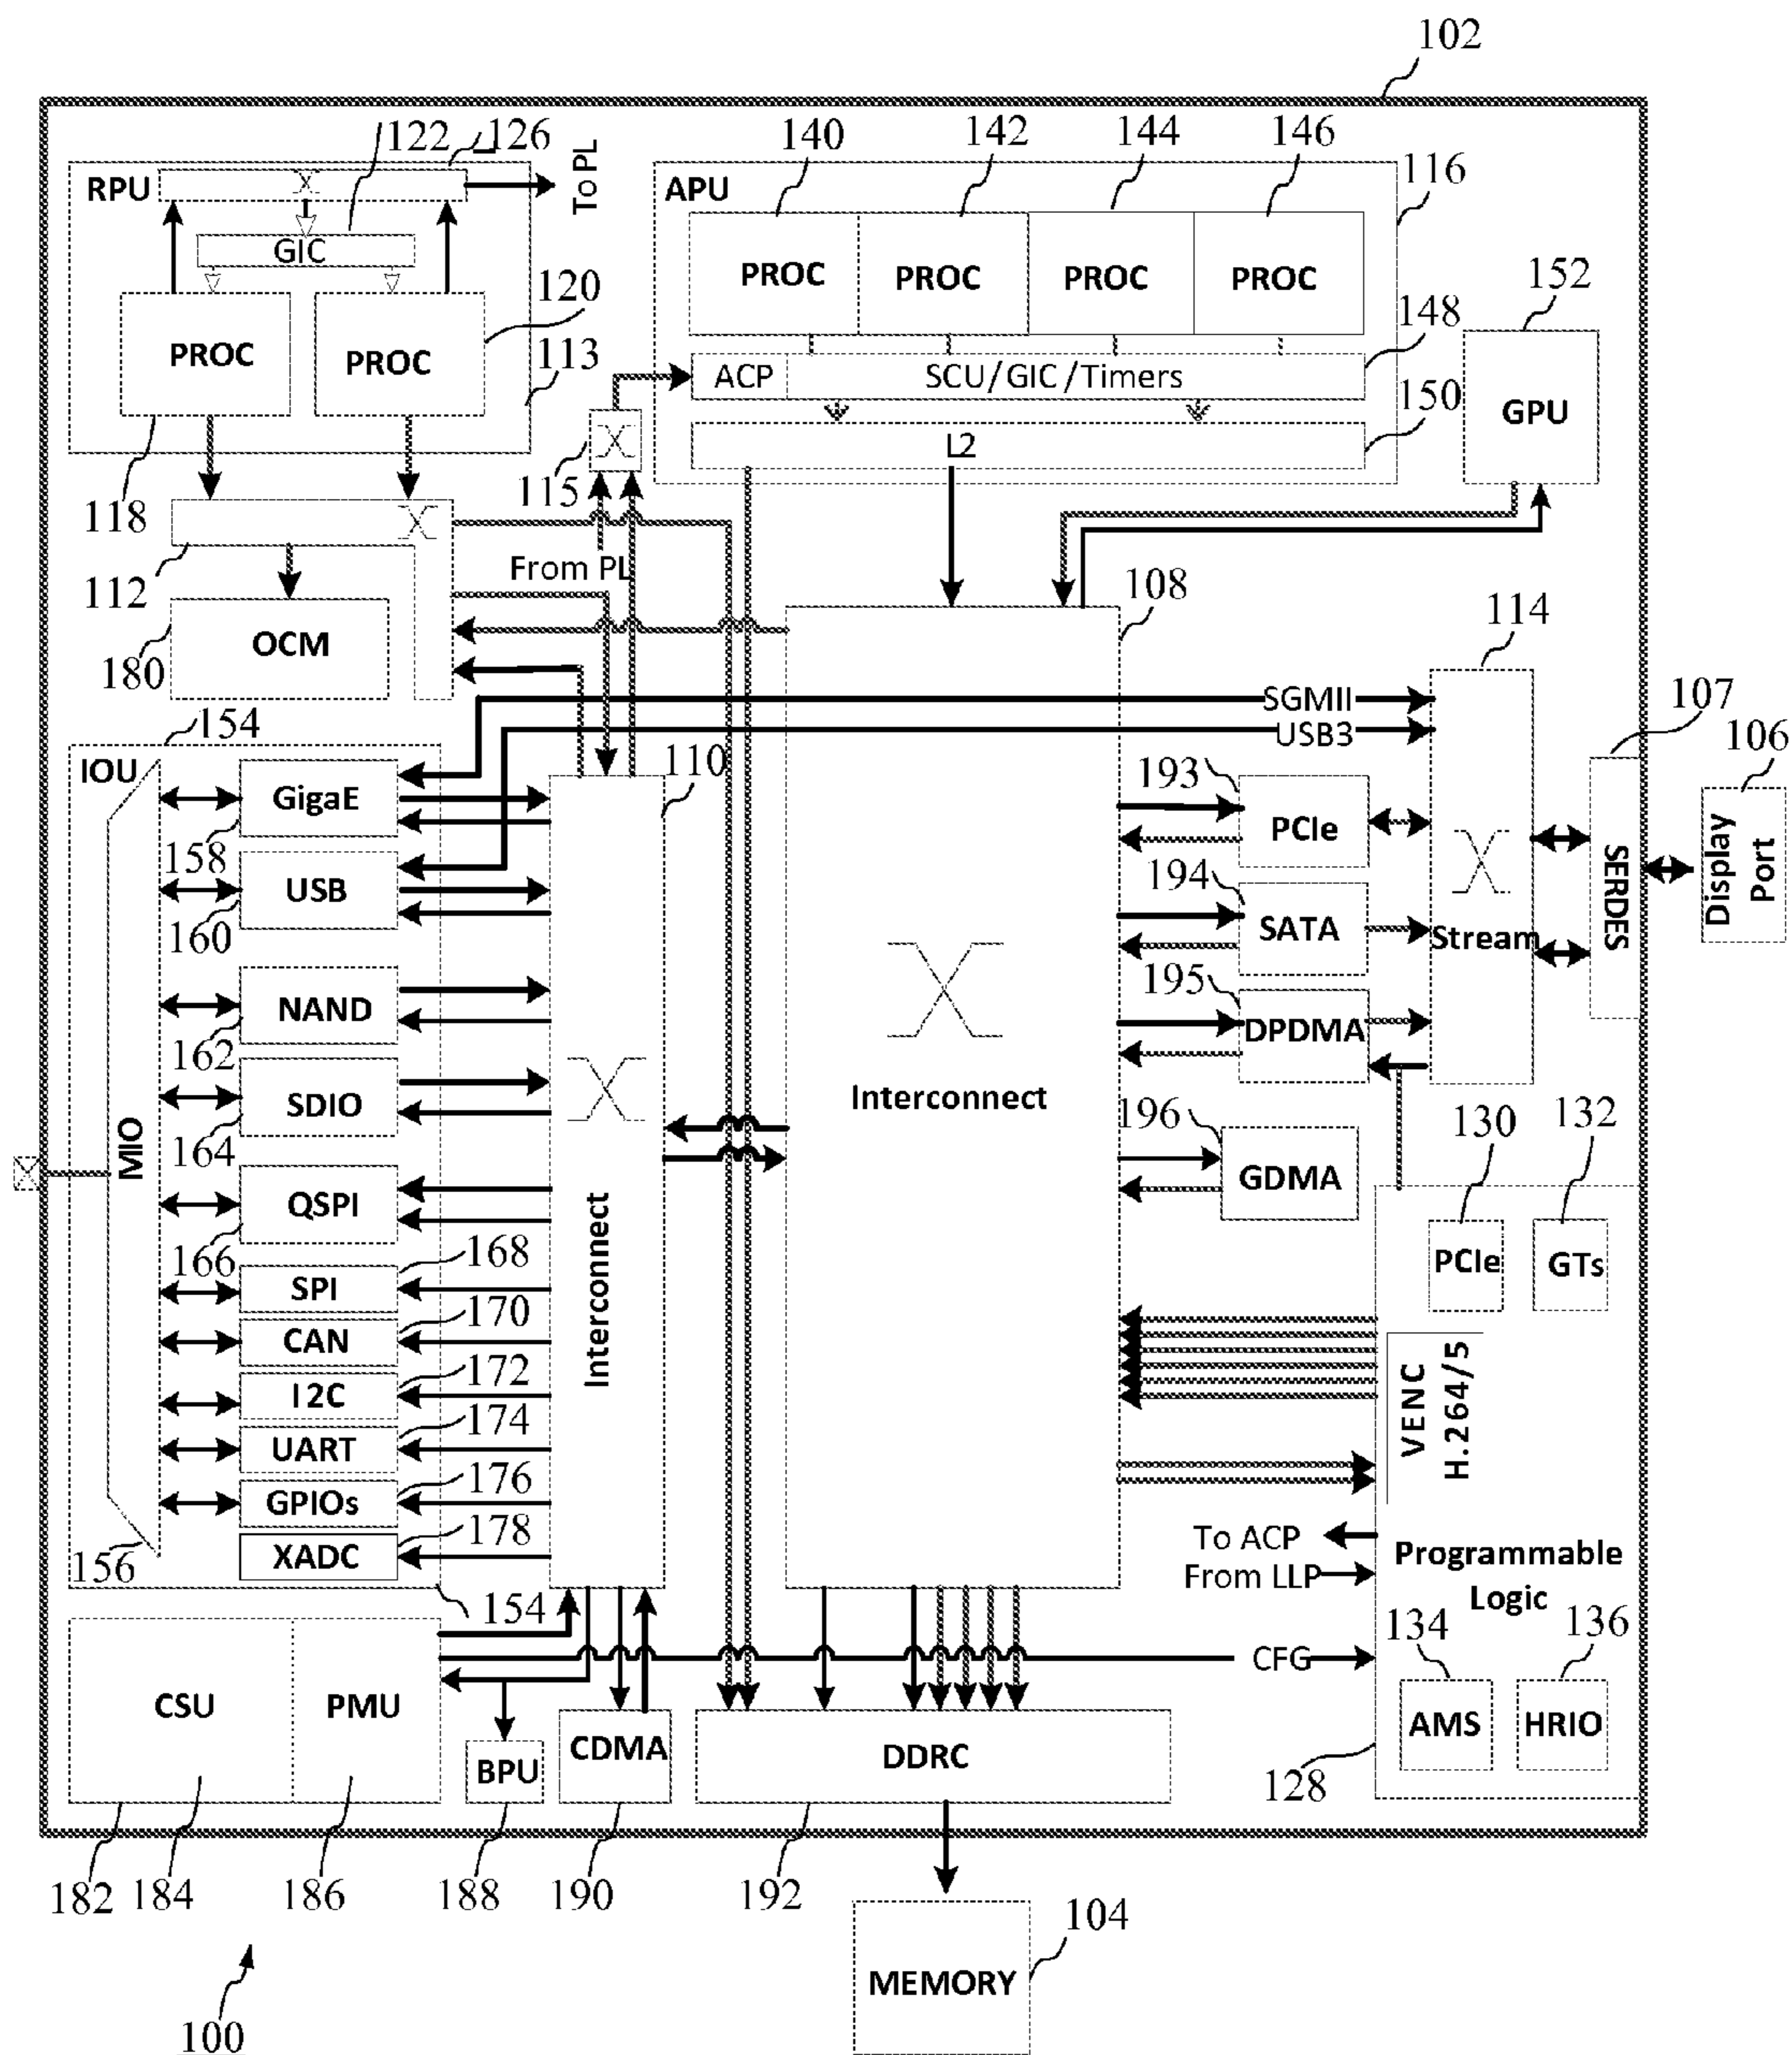 102
122
126
RPU
To PL
GIC
PROC
PROC
120
113
118
140
142
144
146
APU
116
PROC
PROC
PROC
PROC
148
ACP
SCU/GIC/Timers
150
L2
115
152
GPU
112
From PL
OCM
180
108
114
SGMII
USB3
107
106
154
IOU
110
GigaE
158
USB
160
NAND
162
SDIO
164
MIO
QSPI
166
SPI
168
CAN
170
I2C
172
UART
174
GPIOs
176
XADC
178
156
154
Interconnect
Interconnect
193
PCIe
194
SATA
195
DPDMA
196
GDMA
Stream
SERDES
Display
Port
130
132
PCIe
GTs
VENC
H.264/5
To ACP
From LLP
Programmable
Logic
134
136
CFG
AMS
HRIO
128
CSU
PMU
BPU
CDMA
DDRC
182
184
186
188
190
192
MEMORY
104
100